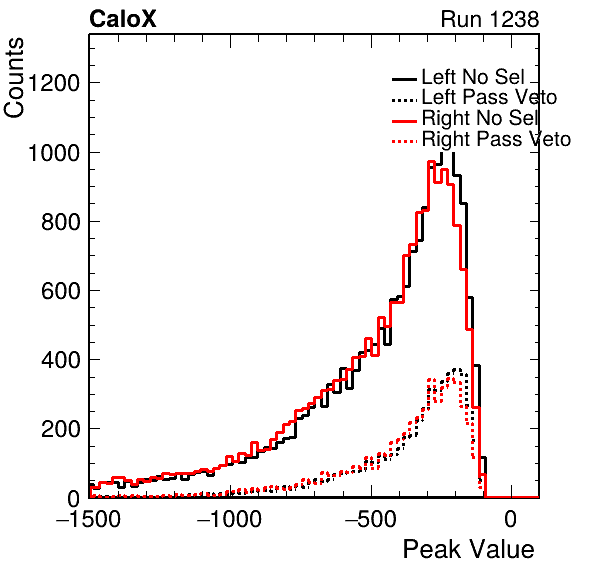 CaloX Run 1238
Counts
1200
1000
800
600
400
200
0
Left No Sel
Left Pass Veto
Right No Sel
Right Pass Veto
−1500 −1000 −500 0
Peak Value